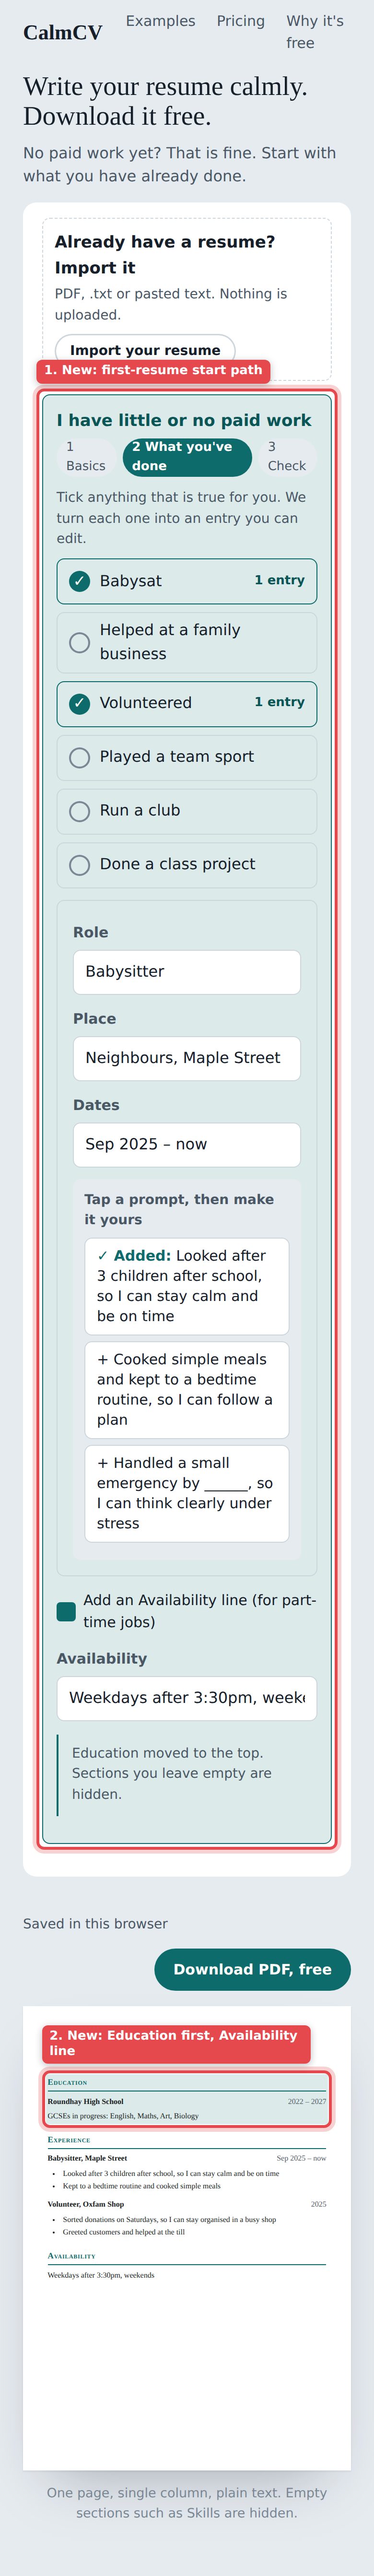 CalmCV
Examples
Pricing
Why it's
free
Write your resume calmly.
Download it free.
No paid work yet? That is fine. Start with
what you have already done.
Already have a resume?
Import it
PDF, .txt or pasted text. Nothing is
uploaded.
Import your resume
1. New: first-resume start path
I have little or no paid work
1
Basics
2 What you've
done
3
Check
Tick anything that is true for you. We
turn each one into an entry you can
edit.
✓ Babysat 1 entry
Helped at a family
business
✓ Volunteered 1 entry
Played a team sport
Run a club
Done a class project
Role
Babysitter
Place
Neighbours, Maple Street
Dates
Sep 2025 – now
Tap a prompt, then make
it yours
✓ Added: Looked after
3 children after school,
so I can stay calm and
be on time
+ Cooked simple meals
and kept to a bedtime
routine, so I can follow a
plan
+ Handled a small
emergency by ______, so
I can think clearly under
stress
Add an Availability line (for part-
time jobs)
Availability
Weekdays after 3:30pm, weeke
Education moved to the top.
Sections you leave empty are
hidden.
Saved in this browser
Download PDF, free
2. New: Education first, Availability
line
Education
Roundhay High School 2022 – 2027
GCSEs in progress: English, Maths, Art, Biology
Experience
Babysitter, Maple Street Sep 2025 – now
• Looked after 3 children after school, so I can stay calm and be on time
• Kept to a bedtime routine and cooked simple meals
Volunteer, Oxfam Shop 2025
• Sorted donations on Saturdays, so I can stay organised in a busy shop
• Greeted customers and helped at the till
Availability
Weekdays after 3:30pm, weekends
One page, single column, plain text. Empty
sections such as Skills are hidden.